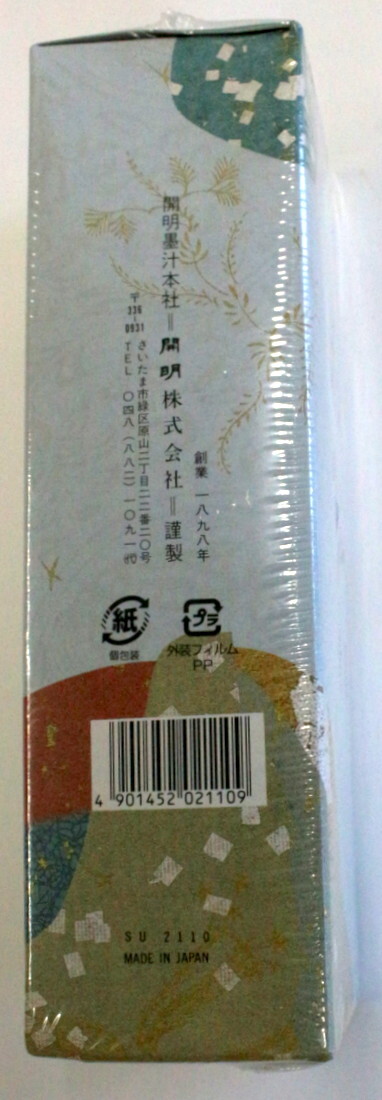 創業 一八九八年
開明墨汁本社=開明株式会社=謹製
〒336-0931 さいたま市緑区原山二丁目二二番二〇号
TEL 〇四八(八八二)一〇九一代
紙
個包装
プラ
外装フィルム
PP
4 901452 021109
SU 2110
MADE IN JAPAN